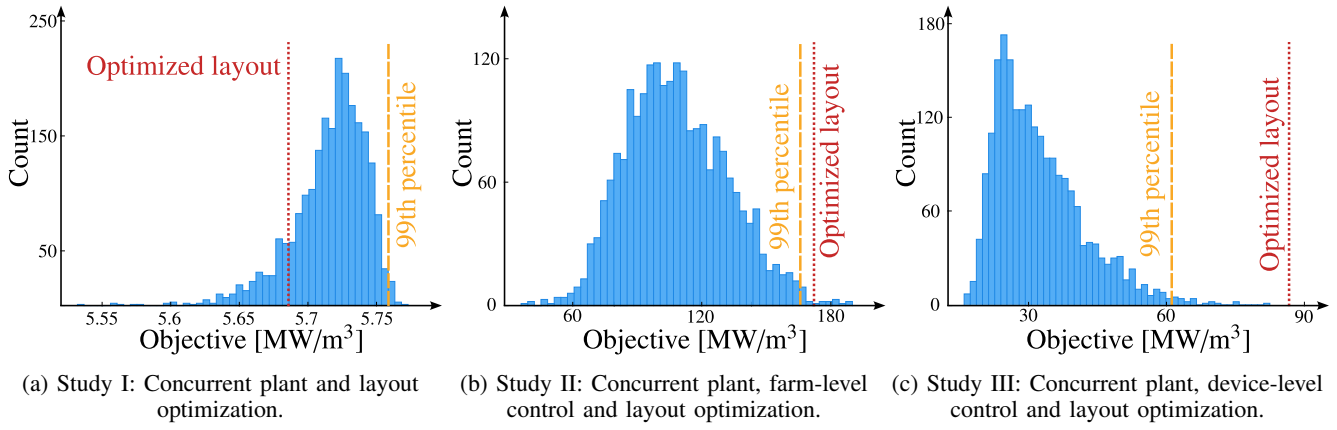 250
150
50
Count
Optimized layout
99th percentile
5.55
5.6
5.65
5.7
5.75
Objective [MW/m³]
(a) Study I: Concurrent plant and layout
optimization.
120
60
0
Count
99th percentile
Optimized layout
60
120
180
Objective [MW/m³]
(b) Study II: Concurrent plant, farm-level
control and layout optimization.
180
120
60
0
Count
99th percentile
Optimized layout
30
60
90
Objective [MW/m³]
(c) Study III: Concurrent plant, device-level
control and layout optimization.